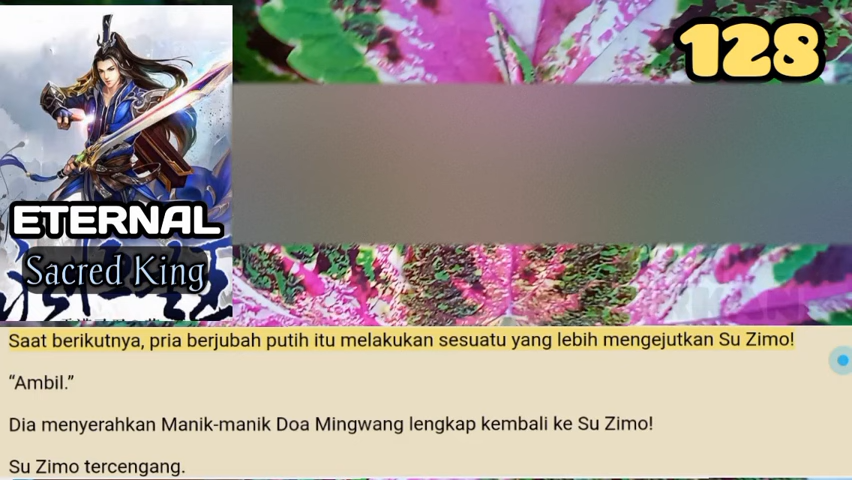 128
ETERNAL
Sacred King
Saat berikutnya, pria berjubah putih itu melakukan sesuatu yang lebih mengejutkan Su Zimo!
“Ambil.”
Dia menyerahkan Manik-manik Doa Mingwang lengkap kembali ke Su Zimo!
Su Zimo tercengang.